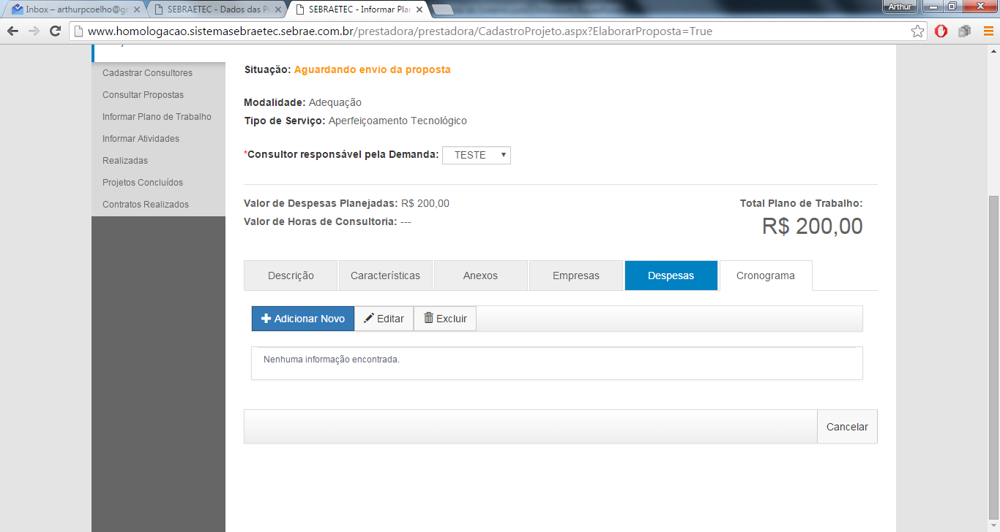 Inbox – arthurpcoelho@g
SEBRAETEC - Dados das P
SEBRAETEC - Informar Pla
Arthur
www.homologacao.sistemasebraetec.sebrae.com.br/prestadora/prestadora/CadastroProjeto.aspx?ElaborarProposta=True
Cadastrar Consultores
Consultar Propostas
Informar Plano de Trabalho
Informar Atividades
Realizadas
Projetos Concluídos
Contratos Realizados
Situação: Aguardando envio da proposta
Modalidade: Adequação
Tipo de Serviço: Aperfeiçoamento Tecnológico
*Consultor responsável pela Demanda: TESTE
Valor de Despesas Planejadas: R$ 200,00
Valor de Horas de Consultoria: ---
Total Plano de Trabalho:
R$ 200,00
Descrição Características Anexos Empresas Despesas Cronograma
Adicionar Novo Editar Excluir
Nenhuma informação encontrada.
Cancelar